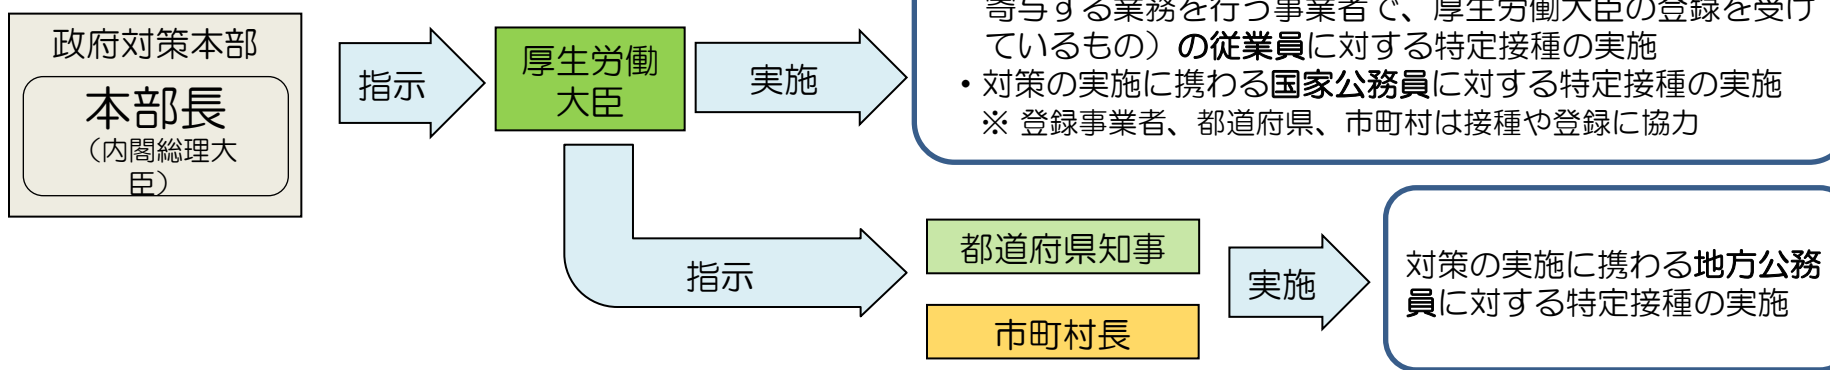 政府対策本部
本部長
（内閣総理大
臣）
指示
厚生労働
大臣
実施
寄与する業務を行う事業者で、厚生労働大臣の登録を受け
ているもの）の従業員に対する特定接種の実施
・対策の実施に携わる国家公務員に対する特定接種の実施
※ 登録事業者、都道府県、市町村は接種や登録に協力
指示
都道府県知事
市町村長
実施
対策の実施に携わる地方公務
員に対する特定接種の実施